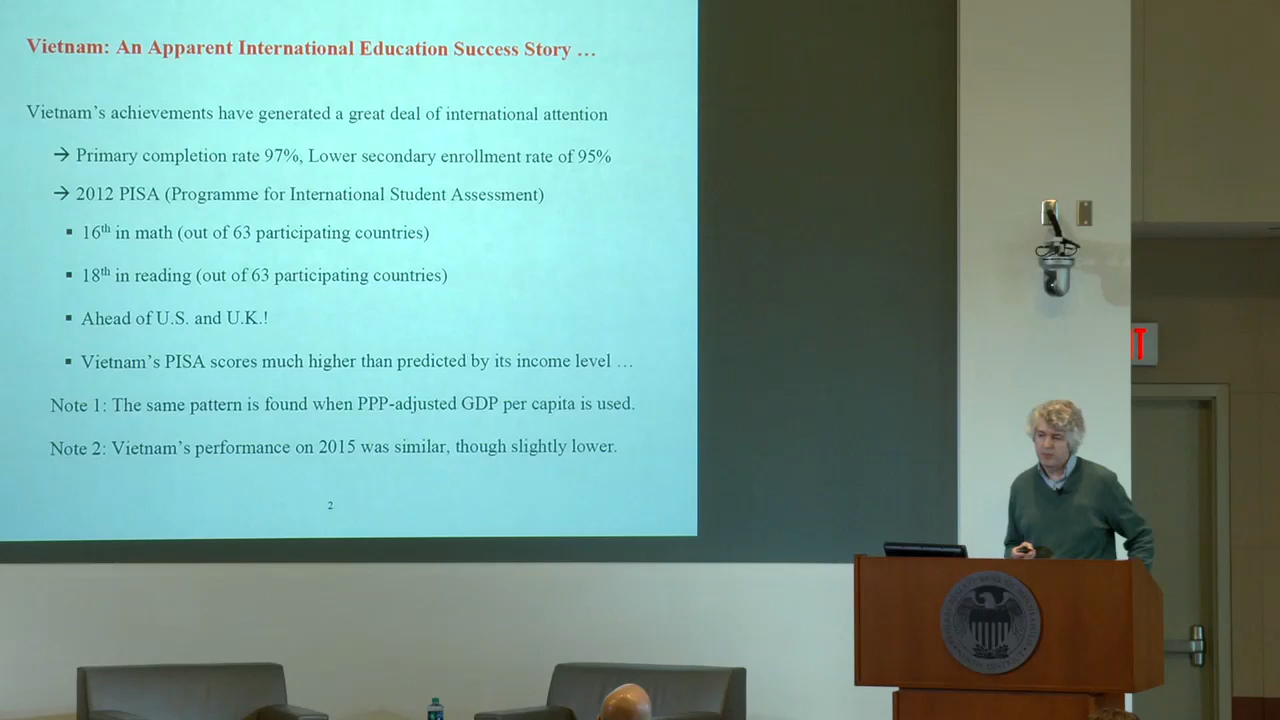 Vietnam: An Apparent International Education Success Story …
Vietnam’s achievements have generated a great deal of international attention
→ Primary completion rate 97%, Lower secondary enrollment rate of 95%
→ 2012 PISA (Programme for International Student Assessment)
▪ 16th in math (out of 63 participating countries)
▪ 18th in reading (out of 63 participating countries)
▪ Ahead of U.S. and U.K.!
▪ Vietnam’s PISA scores much higher than predicted by its income level …
Note 1: The same pattern is found when PPP-adjusted GDP per capita is used.
Note 2: Vietnam’s performance on 2015 was similar, though slightly lower.
2